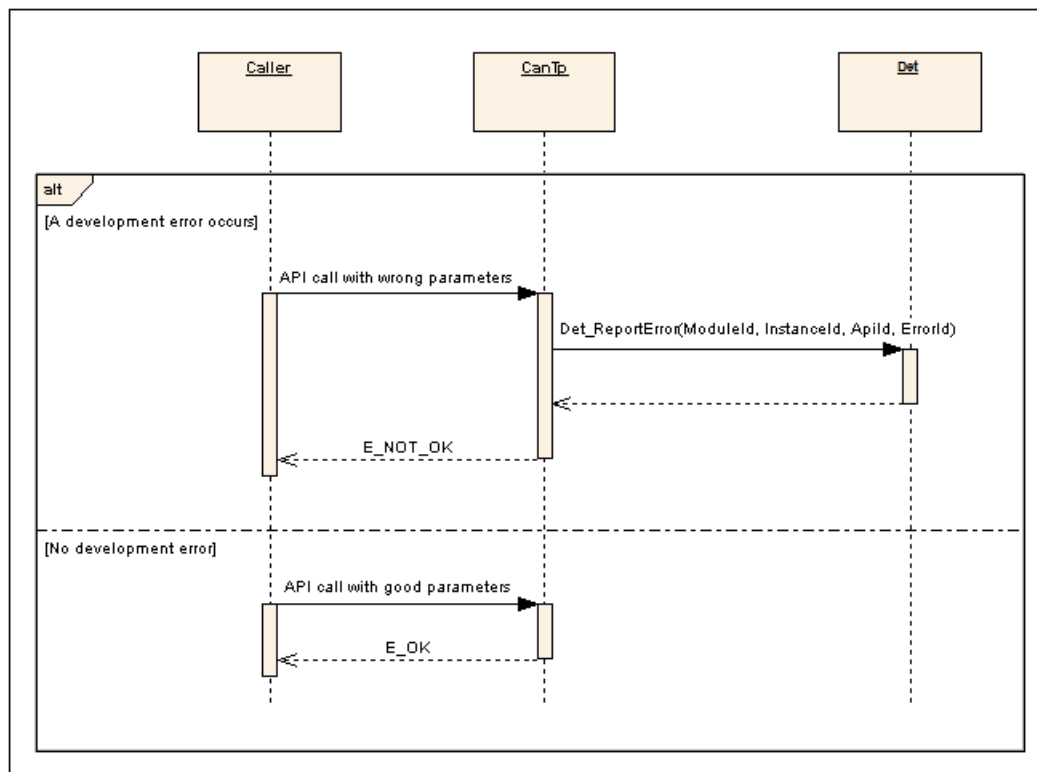 Caller
CanTp
Det
alt
[A development error occurs]
API call with wrong parameters
Det_ReportError(ModuleId, InstanceId, ApiId, ErrorId)
E_NOT_OK
[No development error]
API call with good parameters
E_OK